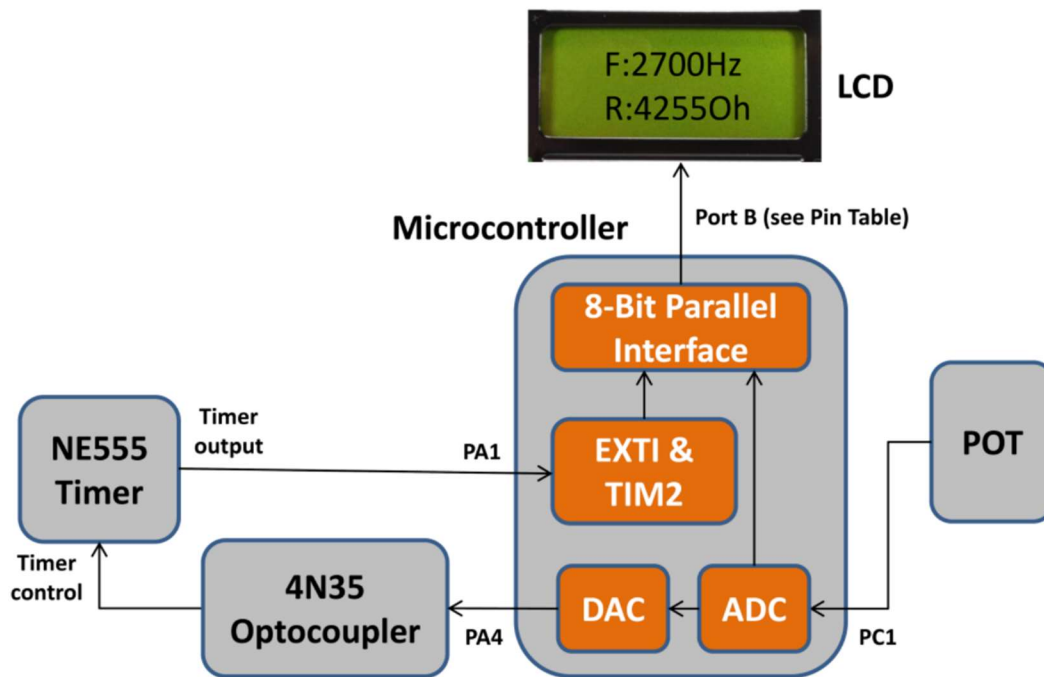 F:2700Hz
R:4255Oh
LCD
Port B (see Pin Table)
Microcontroller
8-Bit Parallel
Interface
NE555
Timer
Timer
output
PA1
EXTI &
TIM2
POT
Timer
control
4N35
Optocoupler
PA4
DAC
ADC
PC1